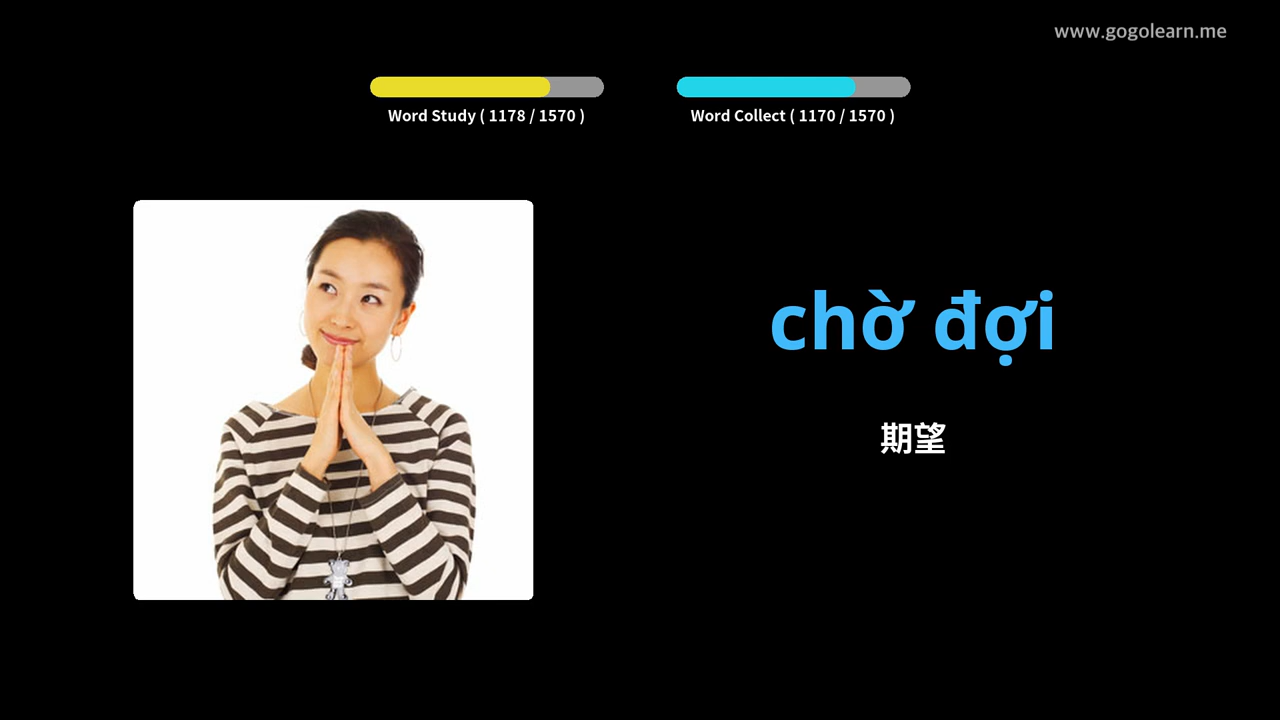 www.gogolearn.me
Word Study ( 1178 / 1570 )
Word Collect ( 1170 / 1570 )
chờ đợi
期望